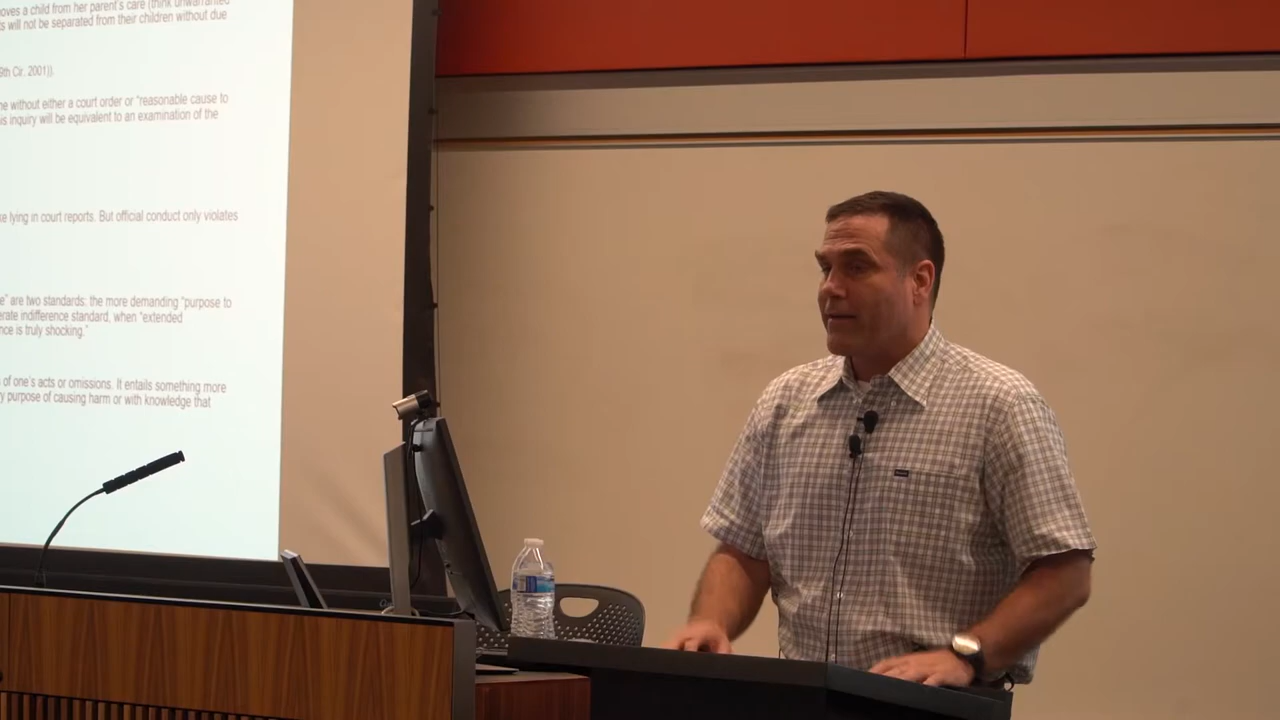 oves a child from her parent's care (think unwarranted
s will not be separated from their children without due
9th Cir. 2001)).
ne without either a court order or "reasonable cause to
is inquiry will be equivalent to an examination of the
ke lying in court reports. But official conduct only violates
e" are two standards: the more demanding "purpose to
erate indifference standard, when "extended
nce is truly shocking."
of one's acts or omissions. It entails something more
y purpose of causing harm or with knowledge that